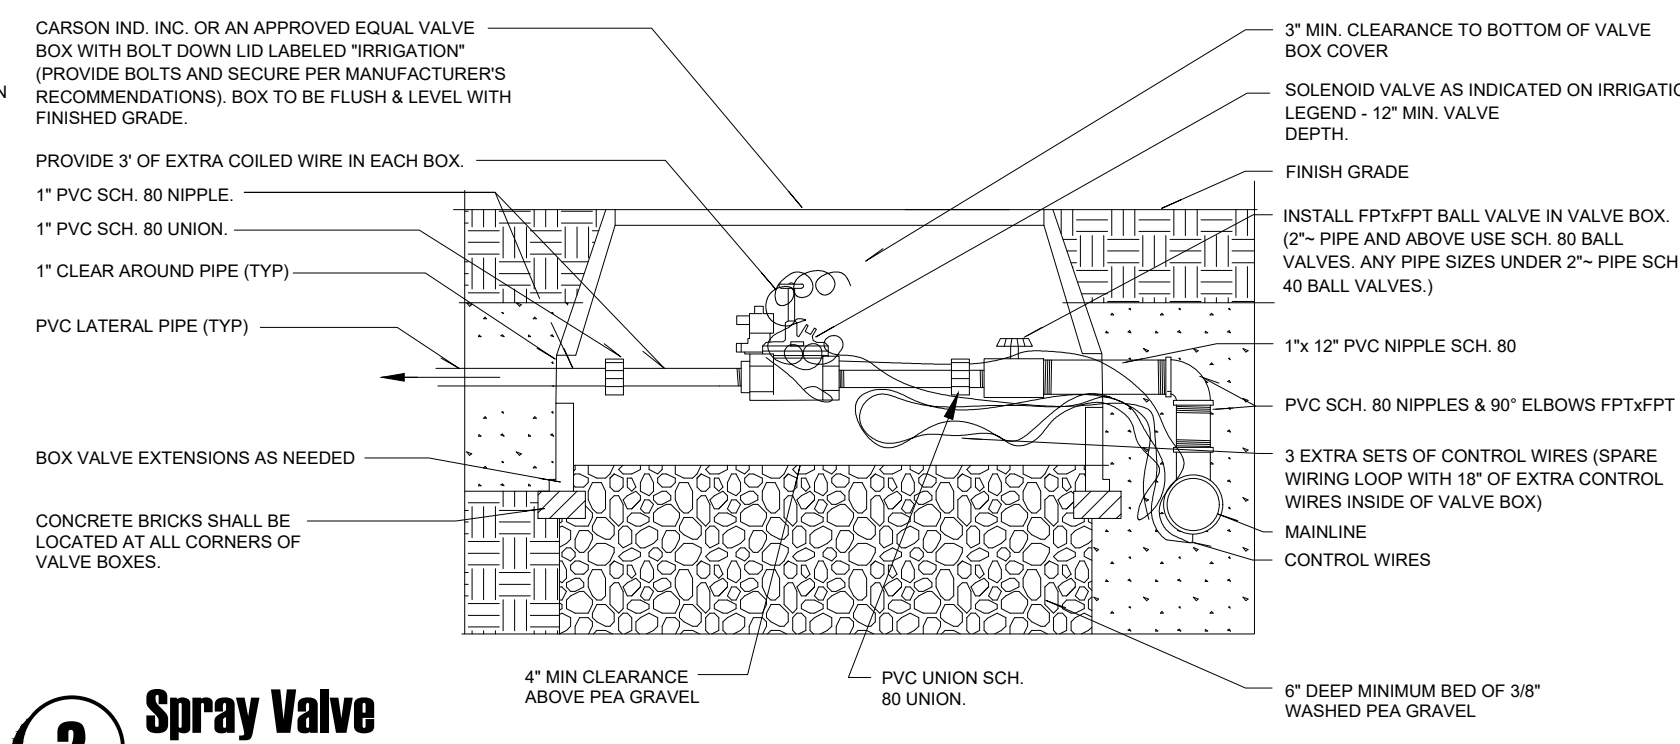 CARSON IND. INC. OR AN APPROVED EQUAL VALVE
BOX WITH BOLT DOWN LID LABELED "IRRIGATION"
(PROVIDE BOLTS AND SECURE PER MANUFACTURER'S
RECOMMENDATIONS). BOX TO BE FLUSH & LEVEL WITH
FINISHED GRADE.
PROVIDE 3' OF EXTRA COILED WIRE IN EACH BOX.
1" PVC SCH. 80 NIPPLE.
1" PVC SCH. 80 UNION.
1" CLEAR AROUND PIPE (TYP)
PVC LATERAL PIPE (TYP)
BOX VALVE EXTENSIONS AS NEEDED
CONCRETE BRICKS SHALL BE
LOCATED AT ALL CORNERS OF
VALVE BOXES.
3" MIN. CLEARANCE TO BOTTOM OF VALVE
BOX COVER
SOLENOID VALVE AS INDICATED ON IRRIGATIO
LEGEND - 12" MIN. VALVE
DEPTH.
FINISH GRADE
INSTALL FPTxFPT BALL VALVE IN VALVE BOX.
(2"~ PIPE AND ABOVE USE SCH. 80 BALL
VALVES. ANY PIPE SIZES UNDER 2"~ PIPE SCH
40 BALL VALVES.)
1"x 12" PVC NIPPLE SCH. 80
PVC SCH. 80 NIPPLES & 90° ELBOWS FPTxFPT
3 EXTRA SETS OF CONTROL WIRES (SPARE
WIRING LOOP WITH 18" OF EXTRA CONTROL
WIRES INSIDE OF VALVE BOX)
MAINLINE
CONTROL WIRES
4" MIN CLEARANCE
ABOVE PEA GRAVEL
PVC UNION SCH.
80 UNION.
6" DEEP MINIMUM BED OF 3/8"
WASHED PEA GRAVEL
Spray Valve